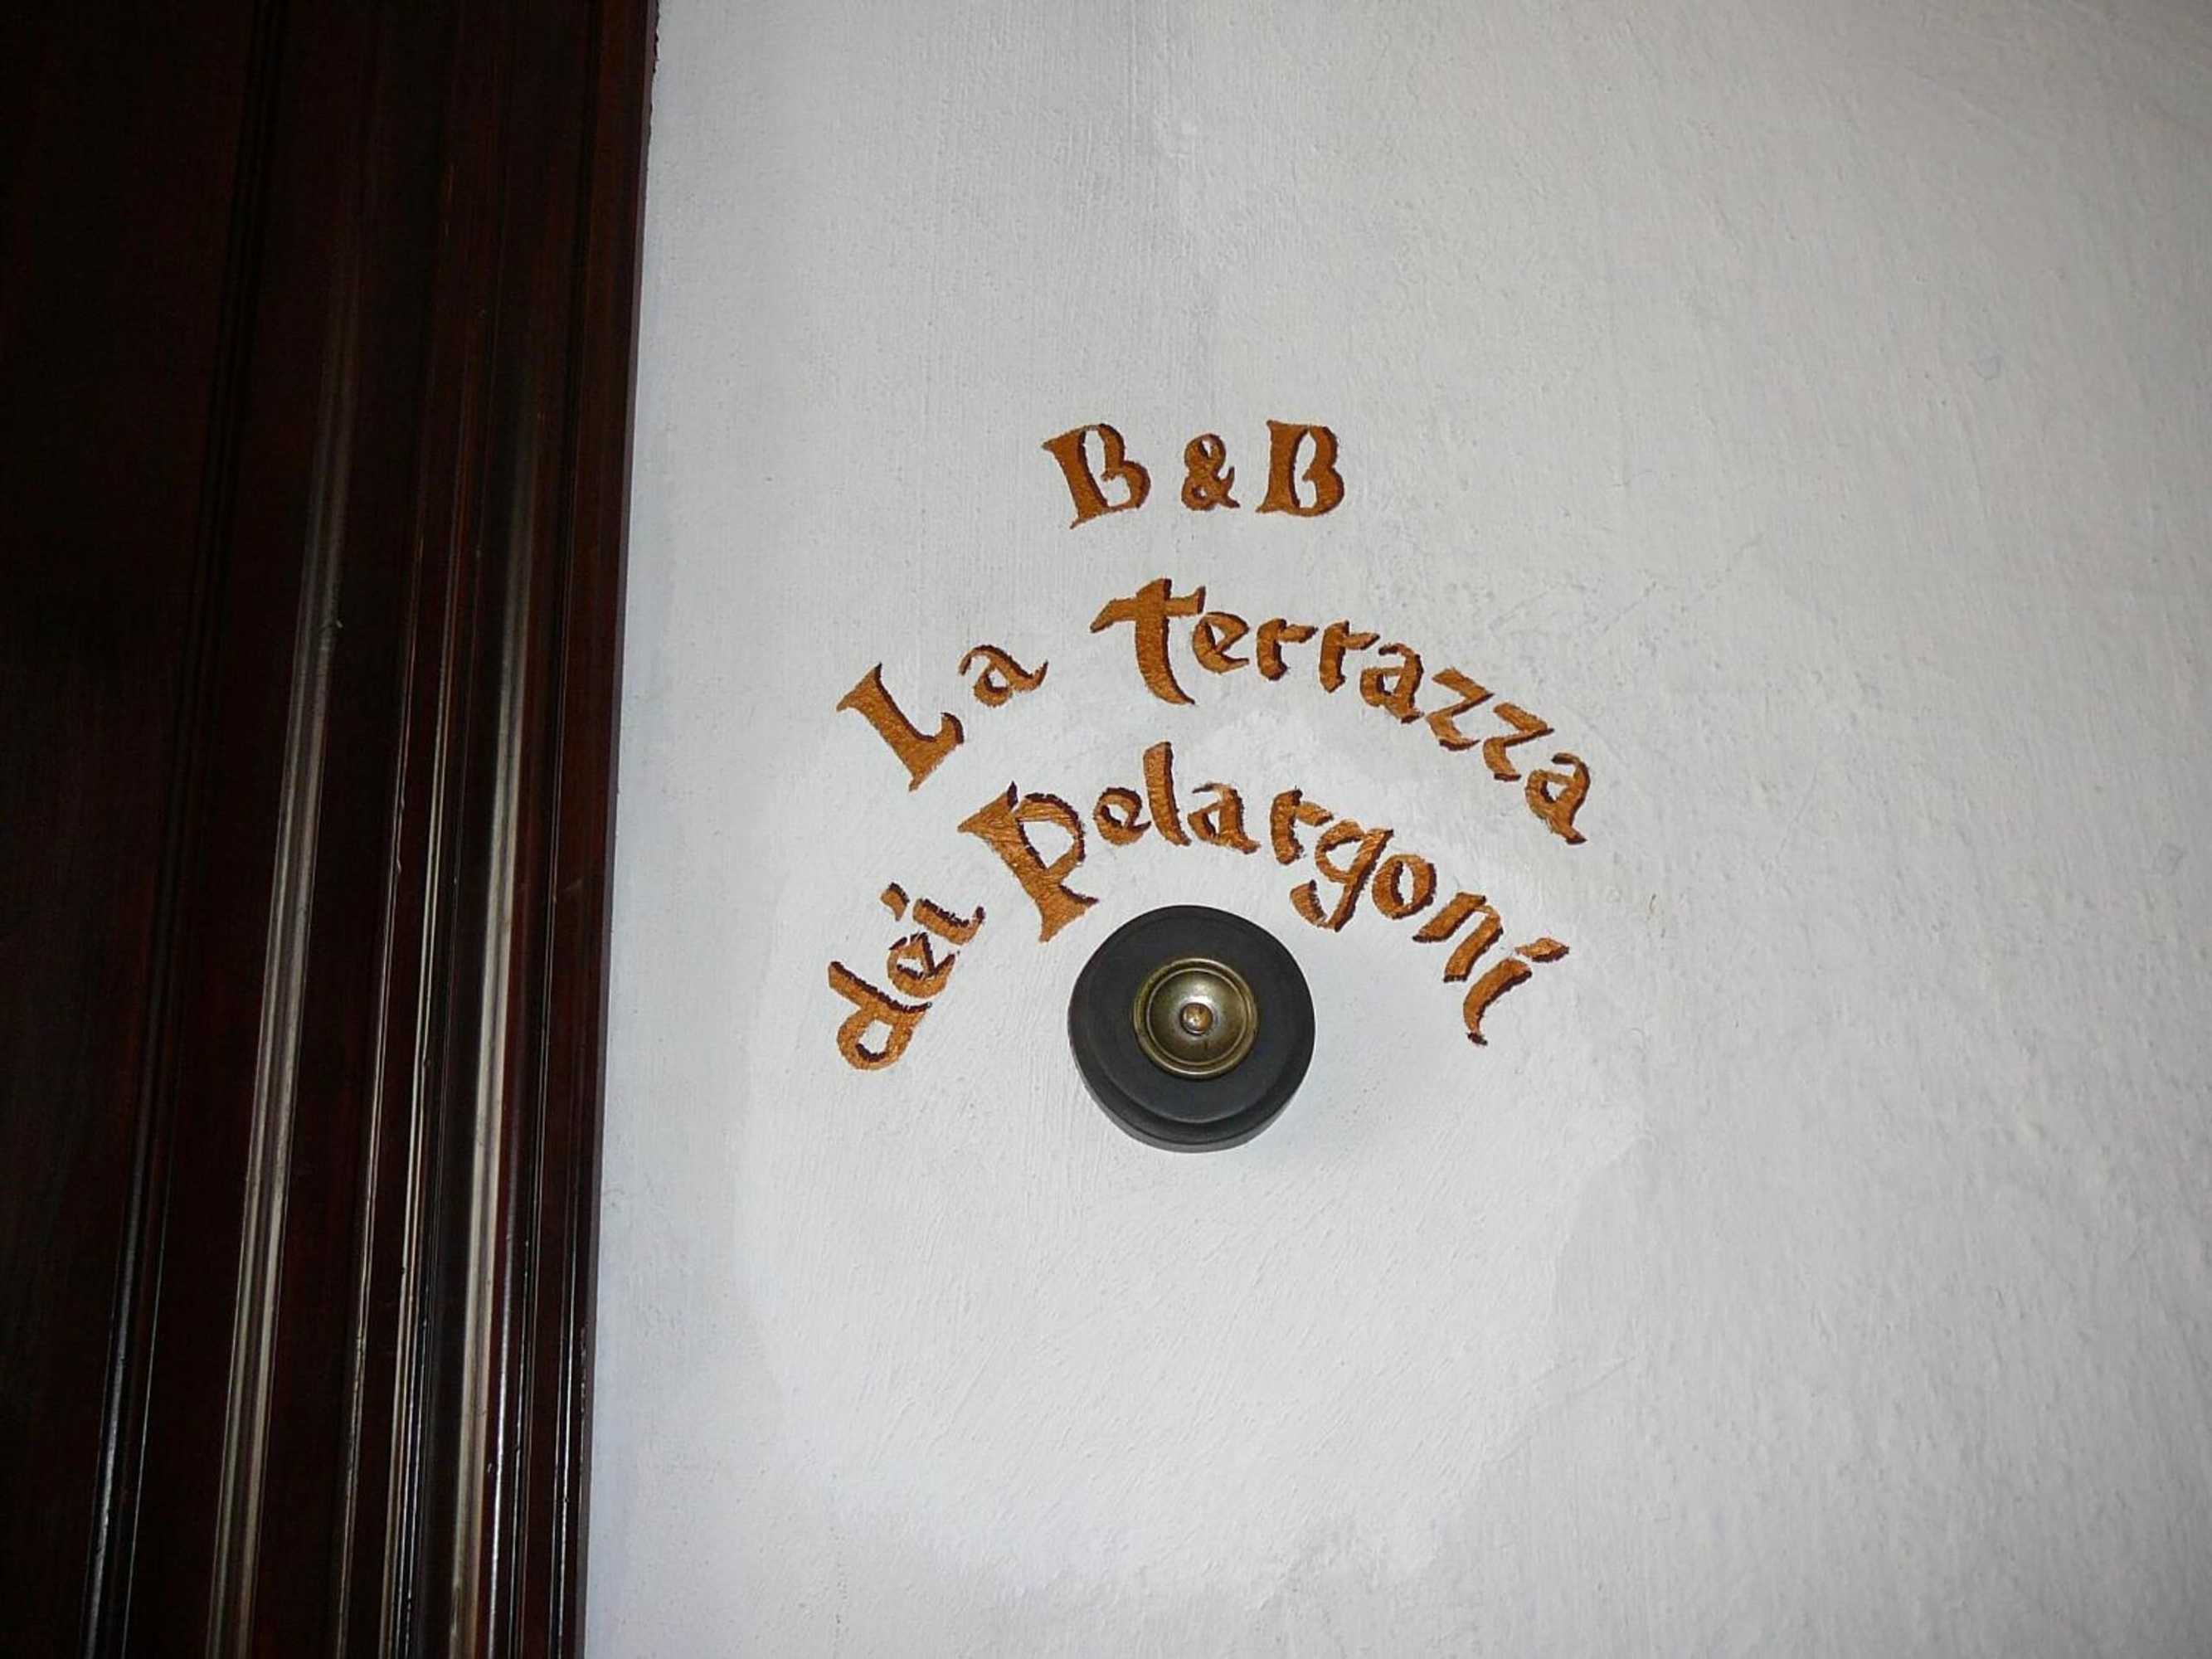 B & B
La terrazza
dei pelargoni